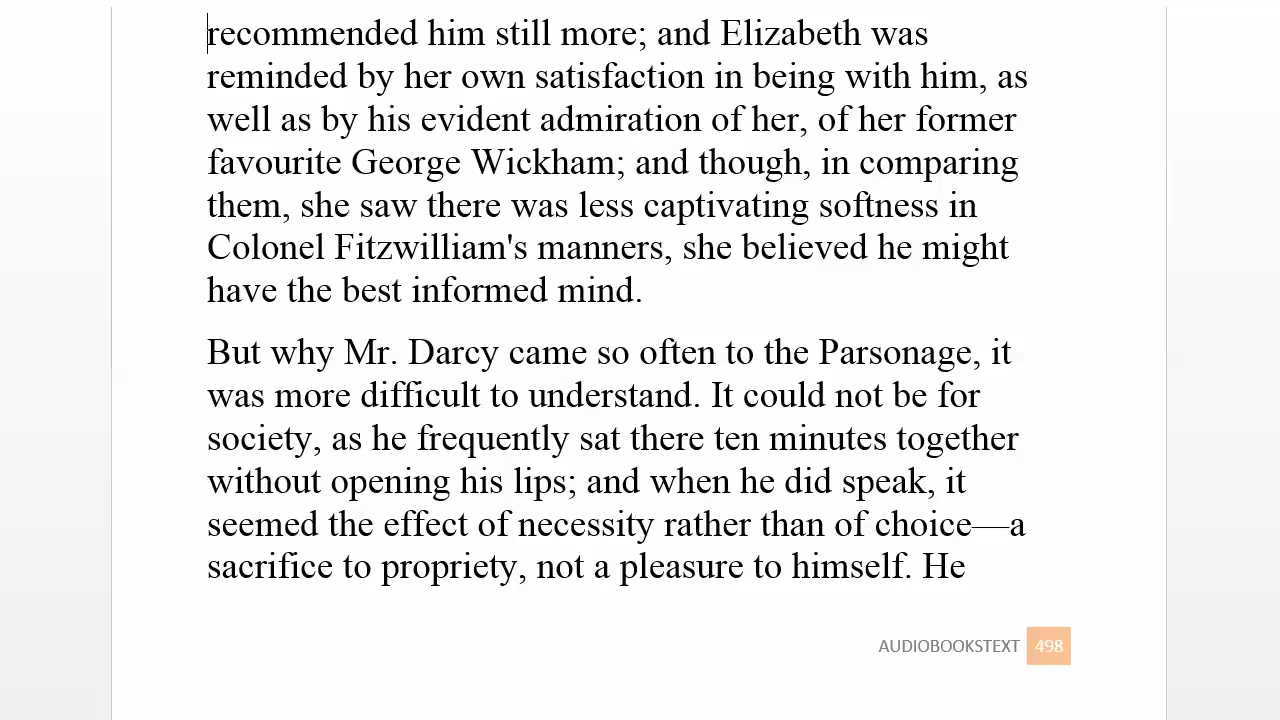 recommended him still more; and Elizabeth was
reminded by her own satisfaction in being with him, as
well as by his evident admiration of her, of her former
favourite George Wickham; and though, in comparing
them, she saw there was less captivating softness in
Colonel Fitzwilliam's manners, she believed he might
have the best informed mind.
But why Mr. Darcy came so often to the Parsonage, it
was more difficult to understand. It could not be for
society, as he frequently sat there ten minutes together
without opening his lips; and when he did speak, it
seemed the effect of necessity rather than of choice—a
sacrifice to propriety, not a pleasure to himself. He
AUDIOBOOKSTEXT 498